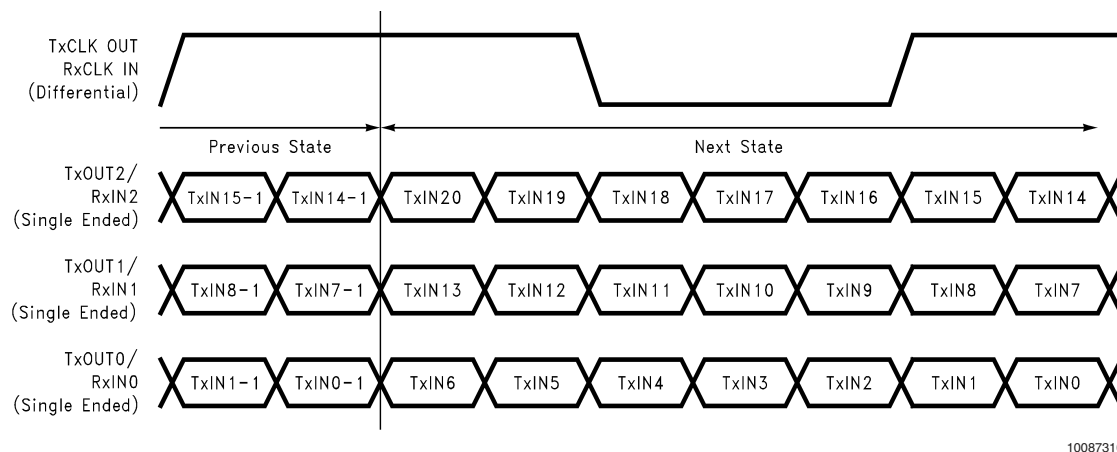 TxCLK OUT
RxCLK IN
(Differential)
Previous State
Next State
TxOUT2/
RxIN2
(Single Ended)
TxIN15-1 TxIN14-1 TxIN20 TxIN19 TxIN18 TxIN17 TxIN16 TxIN15 TxIN14
TxOUT1/
RxIN1
(Single Ended)
TxIN8-1 TxIN7-1 TxIN13 TxIN12 TxIN11 TxIN10 TxIN9 TxIN8 TxIN7
TxOUT0/
RxIN0
(Single Ended)
TxIN1-1 TxIN0-1 TxIN6 TxIN5 TxIN4 TxIN3 TxIN2 TxIN1 TxIN0